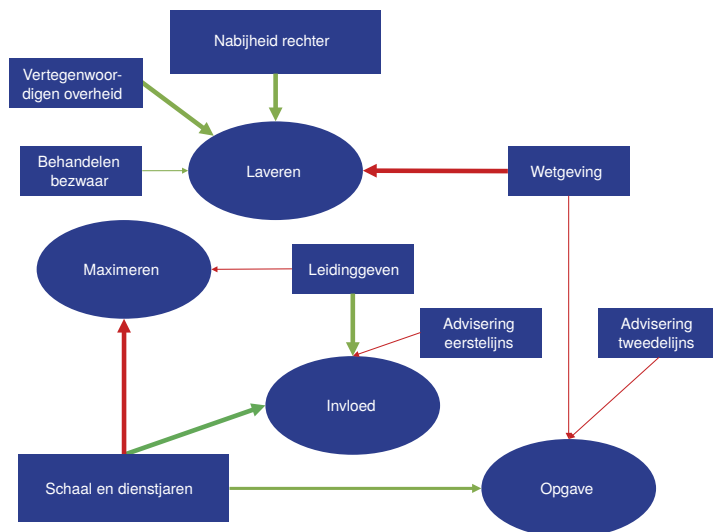 Nabijheid rechter
Vertegenwoor-
digen overheid
Behandelen
bezwaar
Laveren
Wetgeving
Maximeren
Leidinggeven
Advisering
eerstelijns
Advisering
tweedelijns
Invloed
Schaal en dienstjaren
Opgave